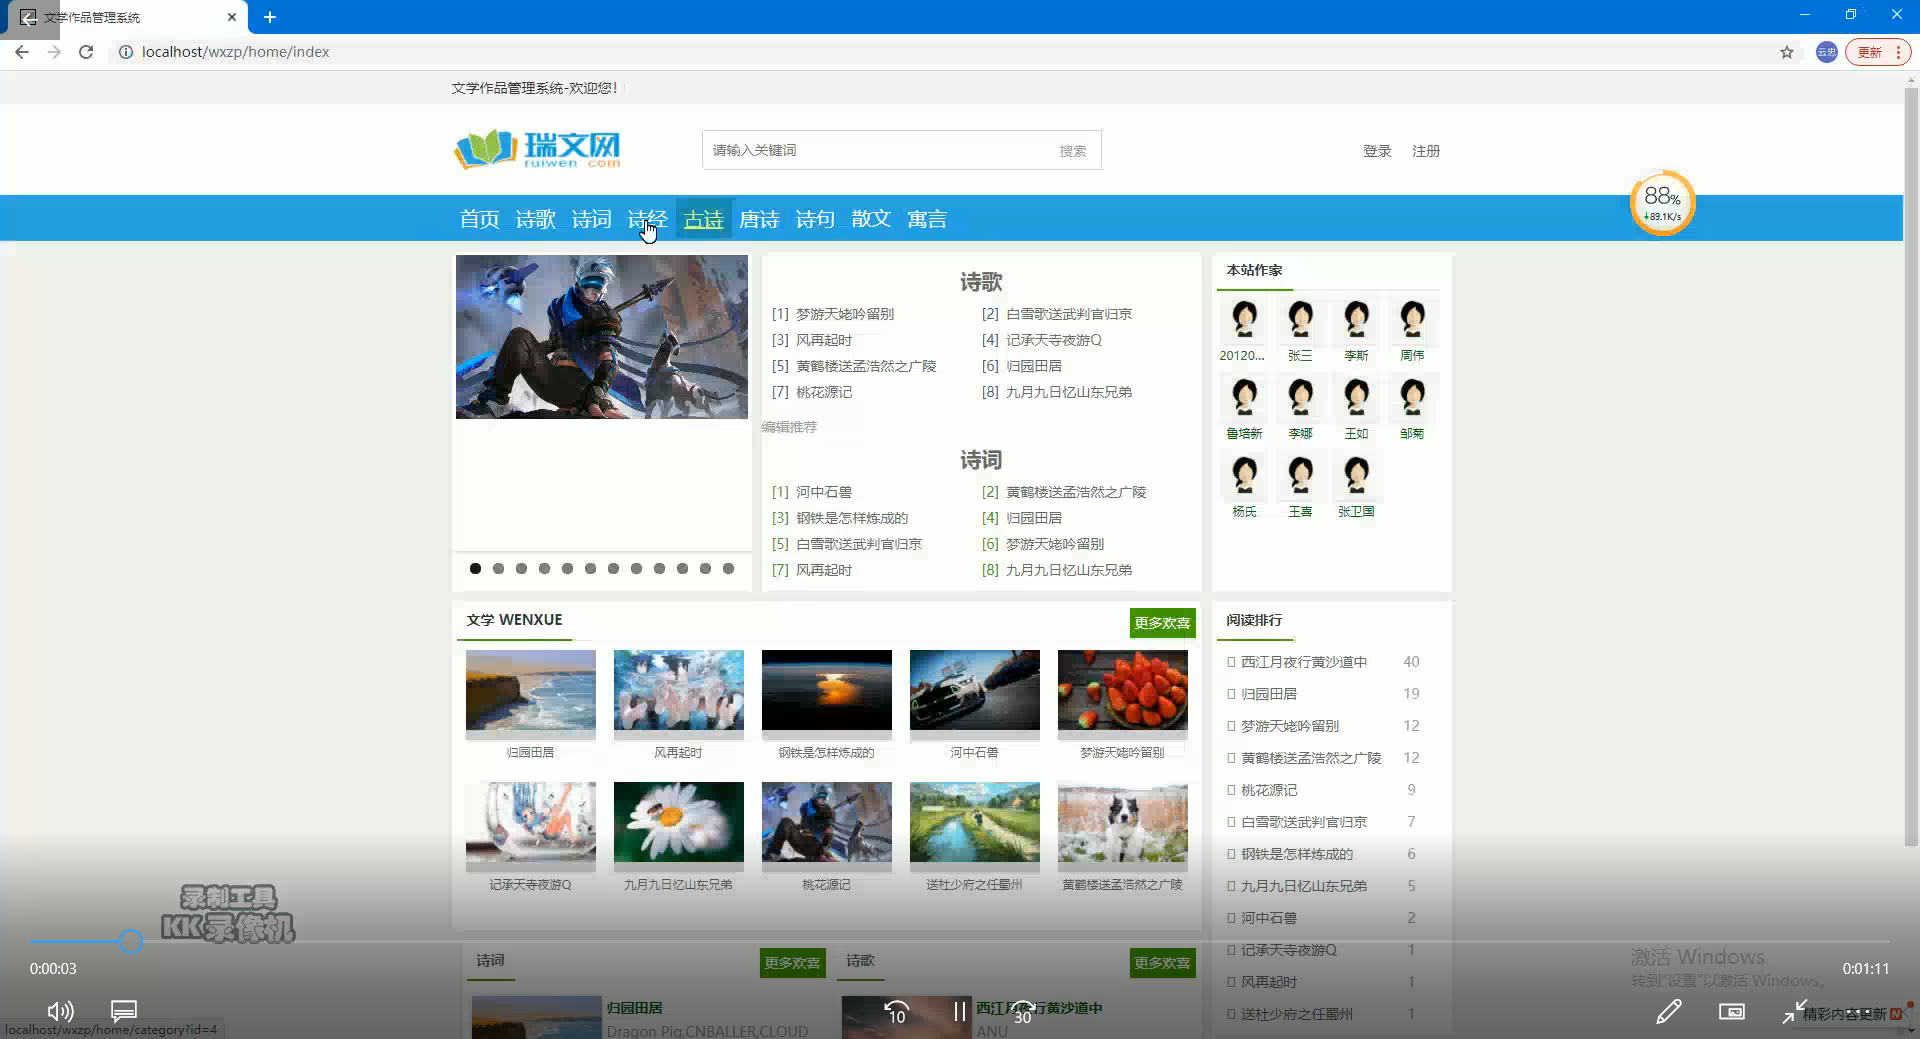 文学作品管理系统
localhost/wxzp/home/index
云忠
更新
文学作品管理系统-欢迎您!
瑞文网
ruiwen com
请输入关键词
搜索
登录 注册
首页 诗歌 诗词 诗经 古诗 唐诗 诗句 散文 寓言
88%
89.1K/s
诗歌
[1] 梦游天姥吟留别
[2] 白雪歌送武判官归京
[3] 风再起时
[4] 记承天寺夜游Q
[5] 黄鹤楼送孟浩然之广陵
[6] 归园田居
[7] 桃花源记
[8] 九月九日忆山东兄弟
编辑推荐
诗词
[1] 河中石兽
[2] 黄鹤楼送孟浩然之广陵
[3] 钢铁是怎样炼成的
[4] 归园田居
[5] 白雪歌送武判官归京
[6] 梦游天姥吟留别
[7] 风再起时
[8] 九月九日忆山东兄弟
本站作家
20120... 张三 李斯 周伟
鲁培新 李娜 王如 邹菊
杨氏 王喜 张卫国
文学 WENXUE
更多欢喜
归园田居 风再起时 钢铁是怎样炼成的 河中石兽 梦游天姥吟留别
记承天寺夜游Q 九月九日忆山东兄弟 桃花源记 送杜少府之任蜀州 黄鹤楼送孟浩然之广陵
阅读排行
西江月夜行黄沙道中 40
归园田居 19
梦游天姥吟留别 12
黄鹤楼送孟浩然之广陵 12
桃花源记 9
白雪歌送武判官归京 7
钢铁是怎样炼成的 6
九月九日忆山东兄弟 5
河中石兽 2
记承天寺夜游Q 1
风再起时 1
送杜少府之任蜀州 1
诗词
更多欢喜
归园田居
Dragon Pig,CNBALLER,CLOUD
诗歌
更多欢喜
西江月夜行黄沙道中
ANU
录制工具
KK录像机
0:00:03
0:01:11
10
30
激活 Windows
转到"设置"以激活 Windows。
精彩内容更新
localhost/wxzp/home/category?id=4